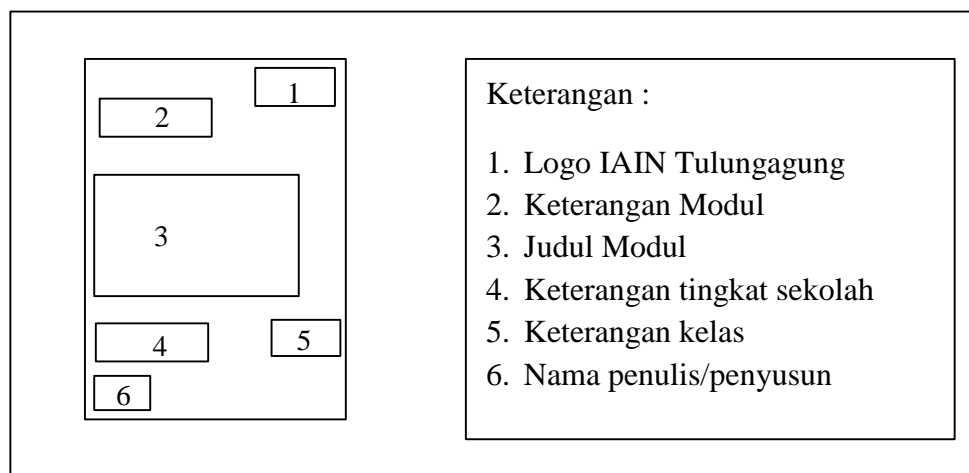 1
2
3
4
5
6
Keterangan :
1. Logo IAIN Tulungagung
2. Keterangan Modul
3. Judul Modul
4. Keterangan tingkat sekolah
5. Keterangan kelas
6. Nama penulis/penyusun